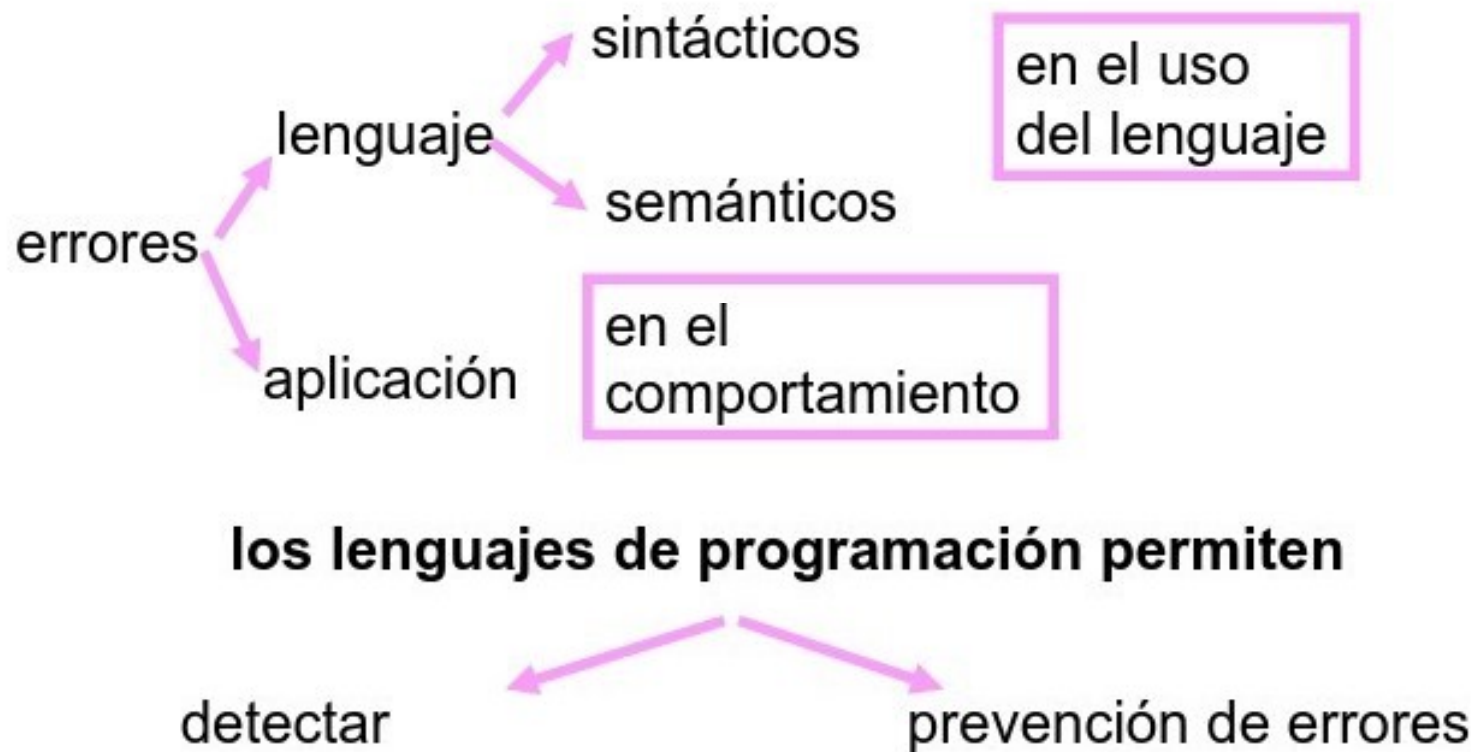 sintácticos
en el uso
del lenguaje
lenguaje
semánticos
errores
en el
comportamiento
aplicación
los lenguajes de programación permiten
detectar
prevención de errores